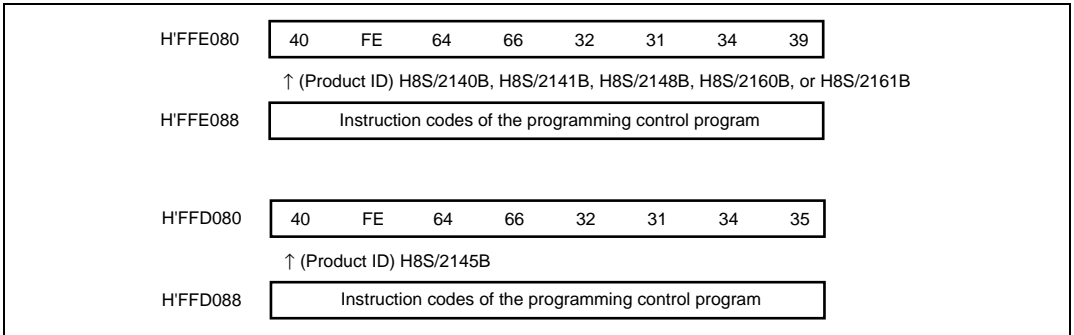 H'FFE080 40 FE 64 66 32 31 34 39
↑ (Product ID) H8S/2140B, H8S/2141B, H8S/2148B, H8S/2160B, or H8S/2161B
H'FFE088 Instruction codes of the programming control program
H'FFD080 40 FE 64 66 32 31 34 35
↑ (Product ID) H8S/2145B
H'FFD088 Instruction codes of the programming control program